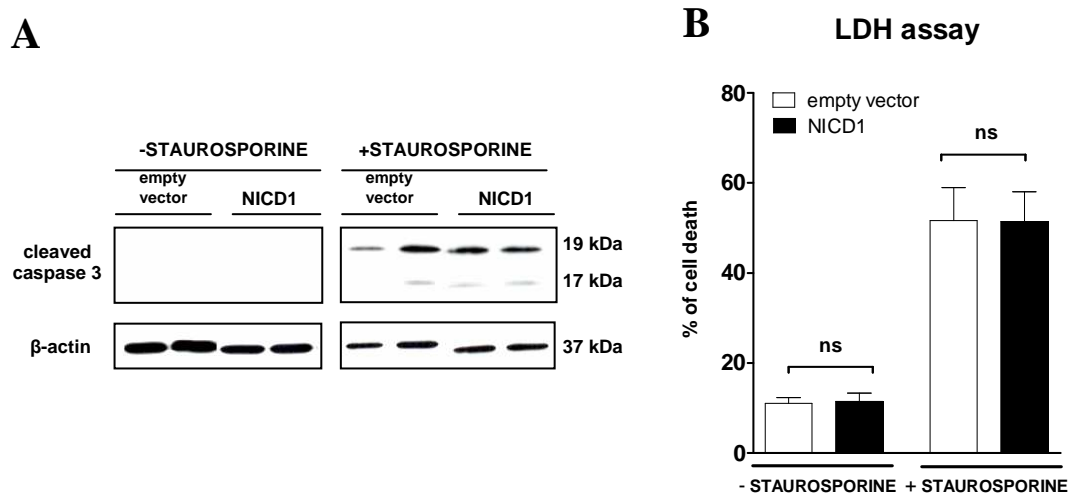 A
-STAUROSPORINE
+STAUROSPORINE
empty
vector
NICD1
empty
vector
NICD1
cleaved
caspase 3
19 kDa
17 kDa
β-actin
37 kDa
B
LDH assay
% of cell death
80
60
40
20
0
empty vector
NICD1
ns
ns
- STAUROSPORINE
+ STAUROSPORINE